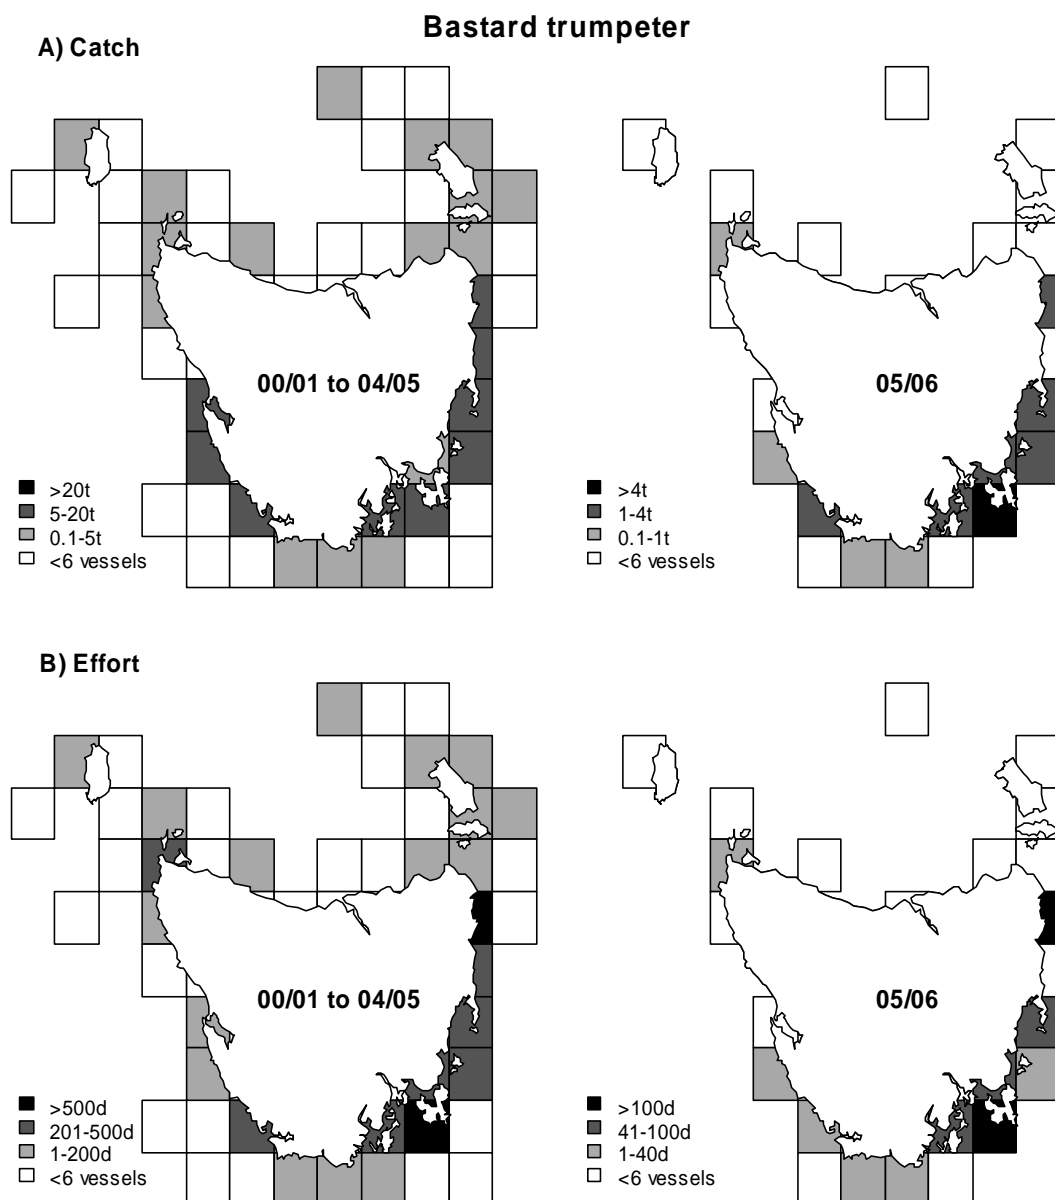 Bastard trumpeter
A) Catch
00/01 to 04/05
>20t
5-20t
0.1-5t
<6 vessels
05/06
>4t
1-4t
0.1-1t
<6 vessels
B) Effort
00/01 to 04/05
>500d
201-500d
1-200d
<6 vessels
05/06
>100d
41-100d
1-40d
<6 vessels